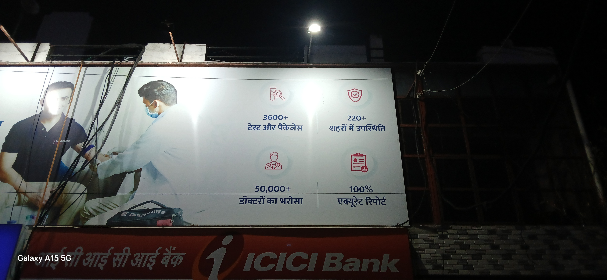 3600+
टेस्ट और पैकेजेस
220+
शहरों में उपस्थिति
50,000+
डॉक्टरों का भरोसा
100%
एक्यूरेट रिपोर्ट
आई सी आई सी आई बैंक
ICICI Bank
Galaxy A15 5G